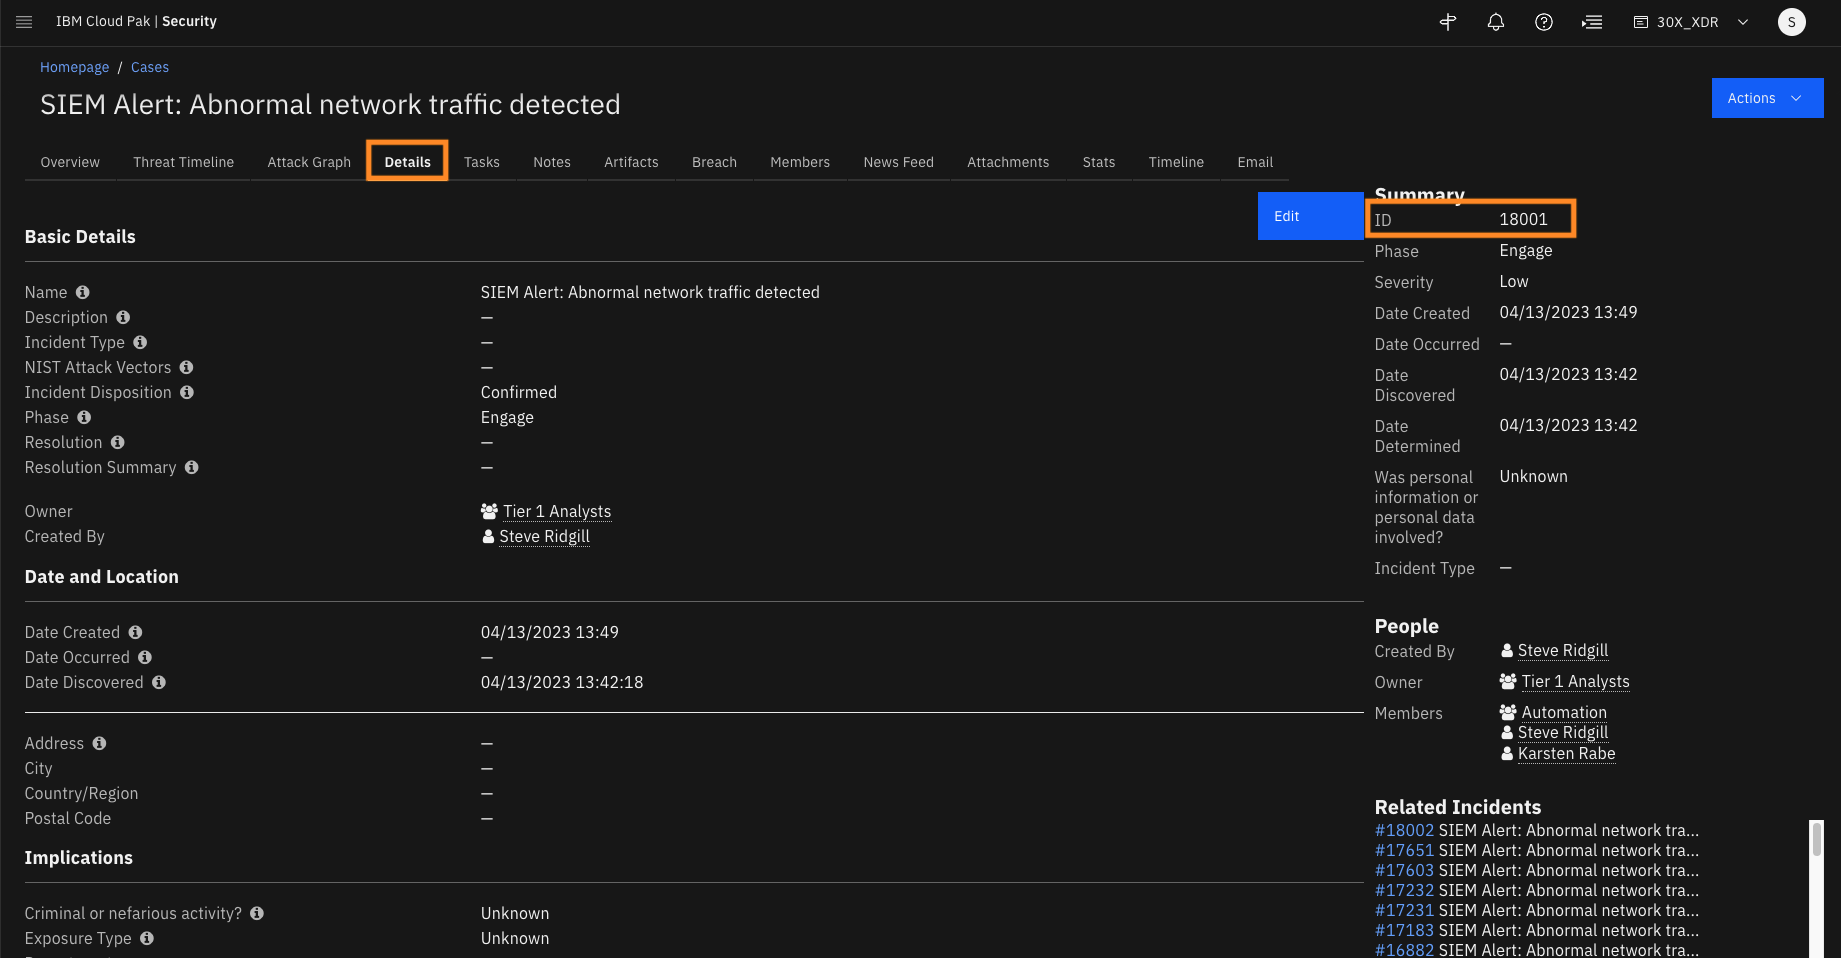 IBM Cloud Pak | Security
30X_XDR
S
Homepage / Cases
SIEM Alert: Abnormal network traffic detected
Actions
Overview Threat Timeline Attack Graph Details Tasks Notes Artifacts Breach Members News Feed Attachments Stats Timeline Email
Edit
Basic Details
Name SIEM Alert: Abnormal network traffic detected
Description —
Incident Type —
NIST Attack Vectors —
Incident Disposition Confirmed
Phase Engage
Resolution —
Resolution Summary —
Owner Tier 1 Analysts
Created By Steve Ridgill
Date and Location
Date Created 04/13/2023 13:49
Date Occurred —
Date Discovered 04/13/2023 13:42:18
Address —
City —
Country/Region —
Postal Code —
Implications
Criminal or nefarious activity? Unknown
Exposure Type Unknown
Summary
ID 18001
Phase Engage
Severity Low
Date Created 04/13/2023 13:49
Date Occurred —
Date 04/13/2023 13:42
Discovered
Date 04/13/2023 13:42
Determined
Was personal Unknown
information or
personal data
involved?
Incident Type —
People
Created By Steve Ridgill
Owner Tier 1 Analysts
Members Automation
Steve Ridgill
Karsten Rabe
Related Incidents
#18002 SIEM Alert: Abnormal network tra...
#17651 SIEM Alert: Abnormal network tra...
#17603 SIEM Alert: Abnormal network tra...
#17232 SIEM Alert: Abnormal network tra...
#17231 SIEM Alert: Abnormal network tra...
#17183 SIEM Alert: Abnormal network tra...
#16882 SIEM Alert: Abnormal network tra...